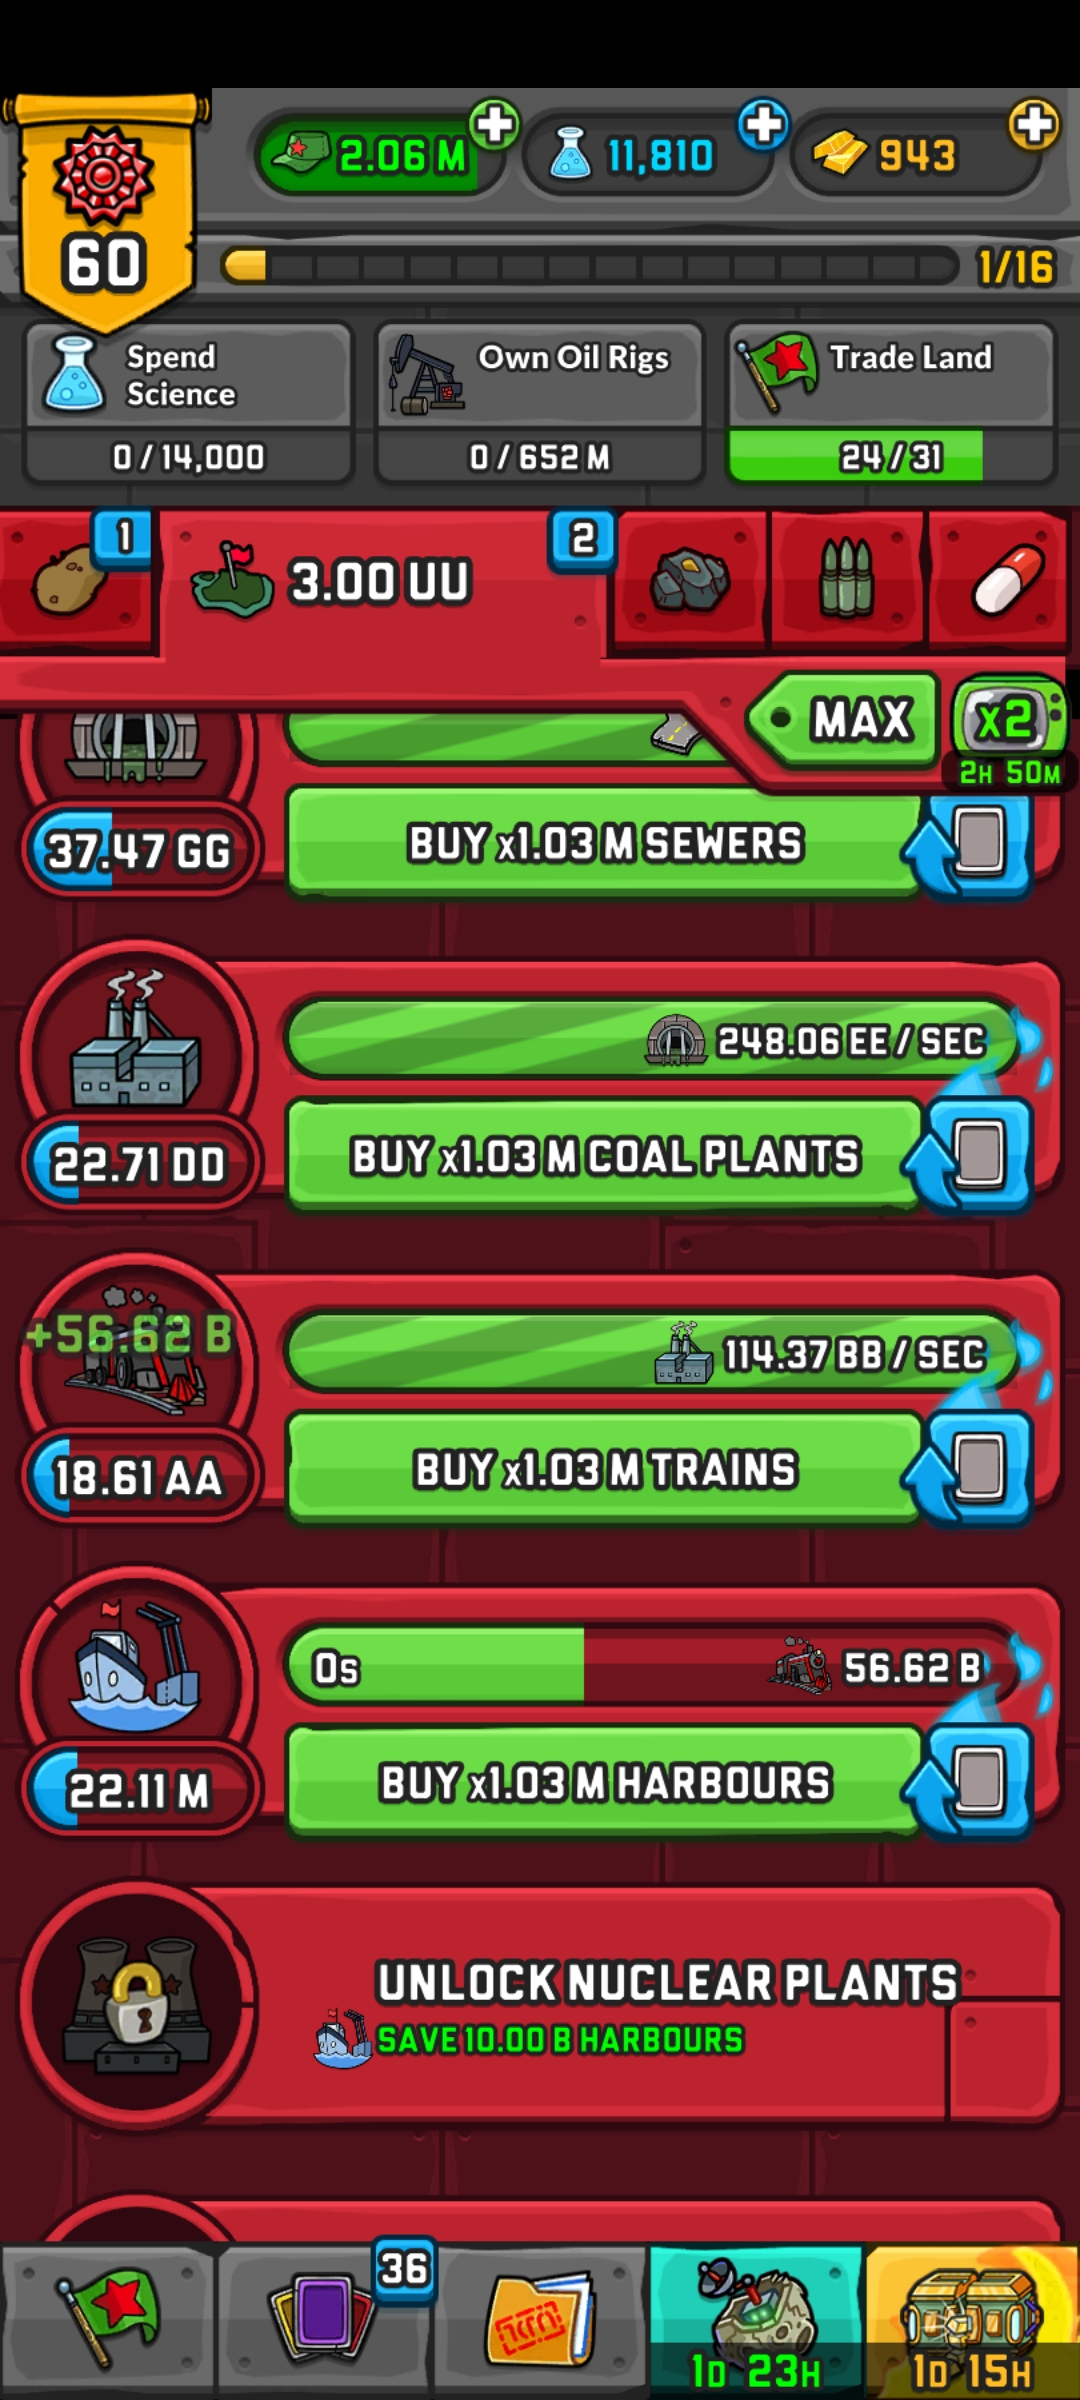 2.06 M
11,810
943
60
1/16
Spend
Science
Own Oil Rigs
Trade Land
0 / 14,000
0 / 652 M
24 / 31
1
3.00 UU
2
MAX
x2
2H 50M
37.47 GG
BUY x1.03 M SEWERS
248.06 EE / SEC
22.71 DD
BUY x1.03 M COAL PLANTS
+56.62 B
114.37 BB / SEC
18.61 AA
BUY x1.03 M TRAINS
0s
56.62 B
22.11 M
BUY x1.03 M HARBOURS
UNLOCK NUCLEAR PLANTS
SAVE 10.00 B HARBOURS
36
1D 23H
1D 15H